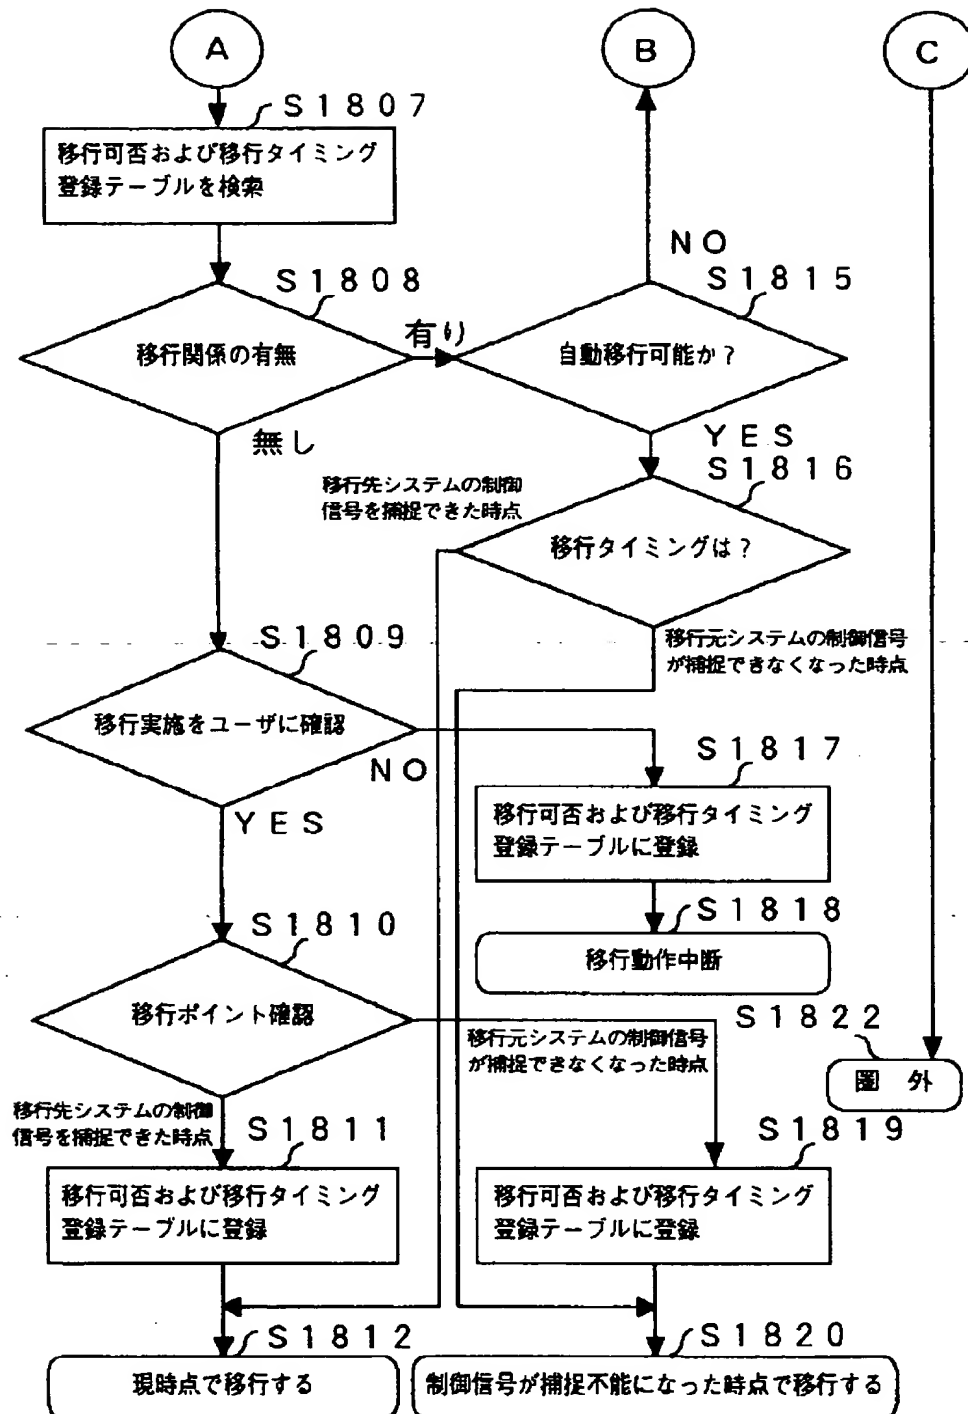 A
B
C
S1807
移行可否および移行タイミング
登録テーブルを検索
NO
S1808
S1815
移行関係の有無
有り
自動移行可能か？
無し
YES
S1816
移行先システムの制御
信号を捕捉できた時点
移行タイミングは？
S1809
移行元システムの制御信号
が捕捉できなくなった時点
移行実施をユーザに確認
NO
S1817
YES
移行可否および移行タイミング
登録テーブルに登録
S1818
S1810
移行動作中断
移行ポイント確認
S1822
移行元システムの制御信号
が捕捉できなくなった時点
圏 外
移行先システムの制御
信号を捕捉できた時点
S1811
S1819
移行可否および移行タイミング
登録テーブルに登録
移行可否および移行タイミング
登録テーブルに登録
S1812
S1820
現時点で移行する
制御信号が捕捉不能になった時点で移行する